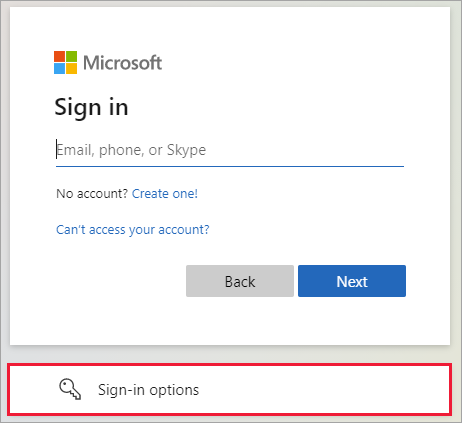 Microsoft
Sign in
Email, phone, or Skype
No account? Create one!
Can’t access your account?
Back Next
Sign-in options